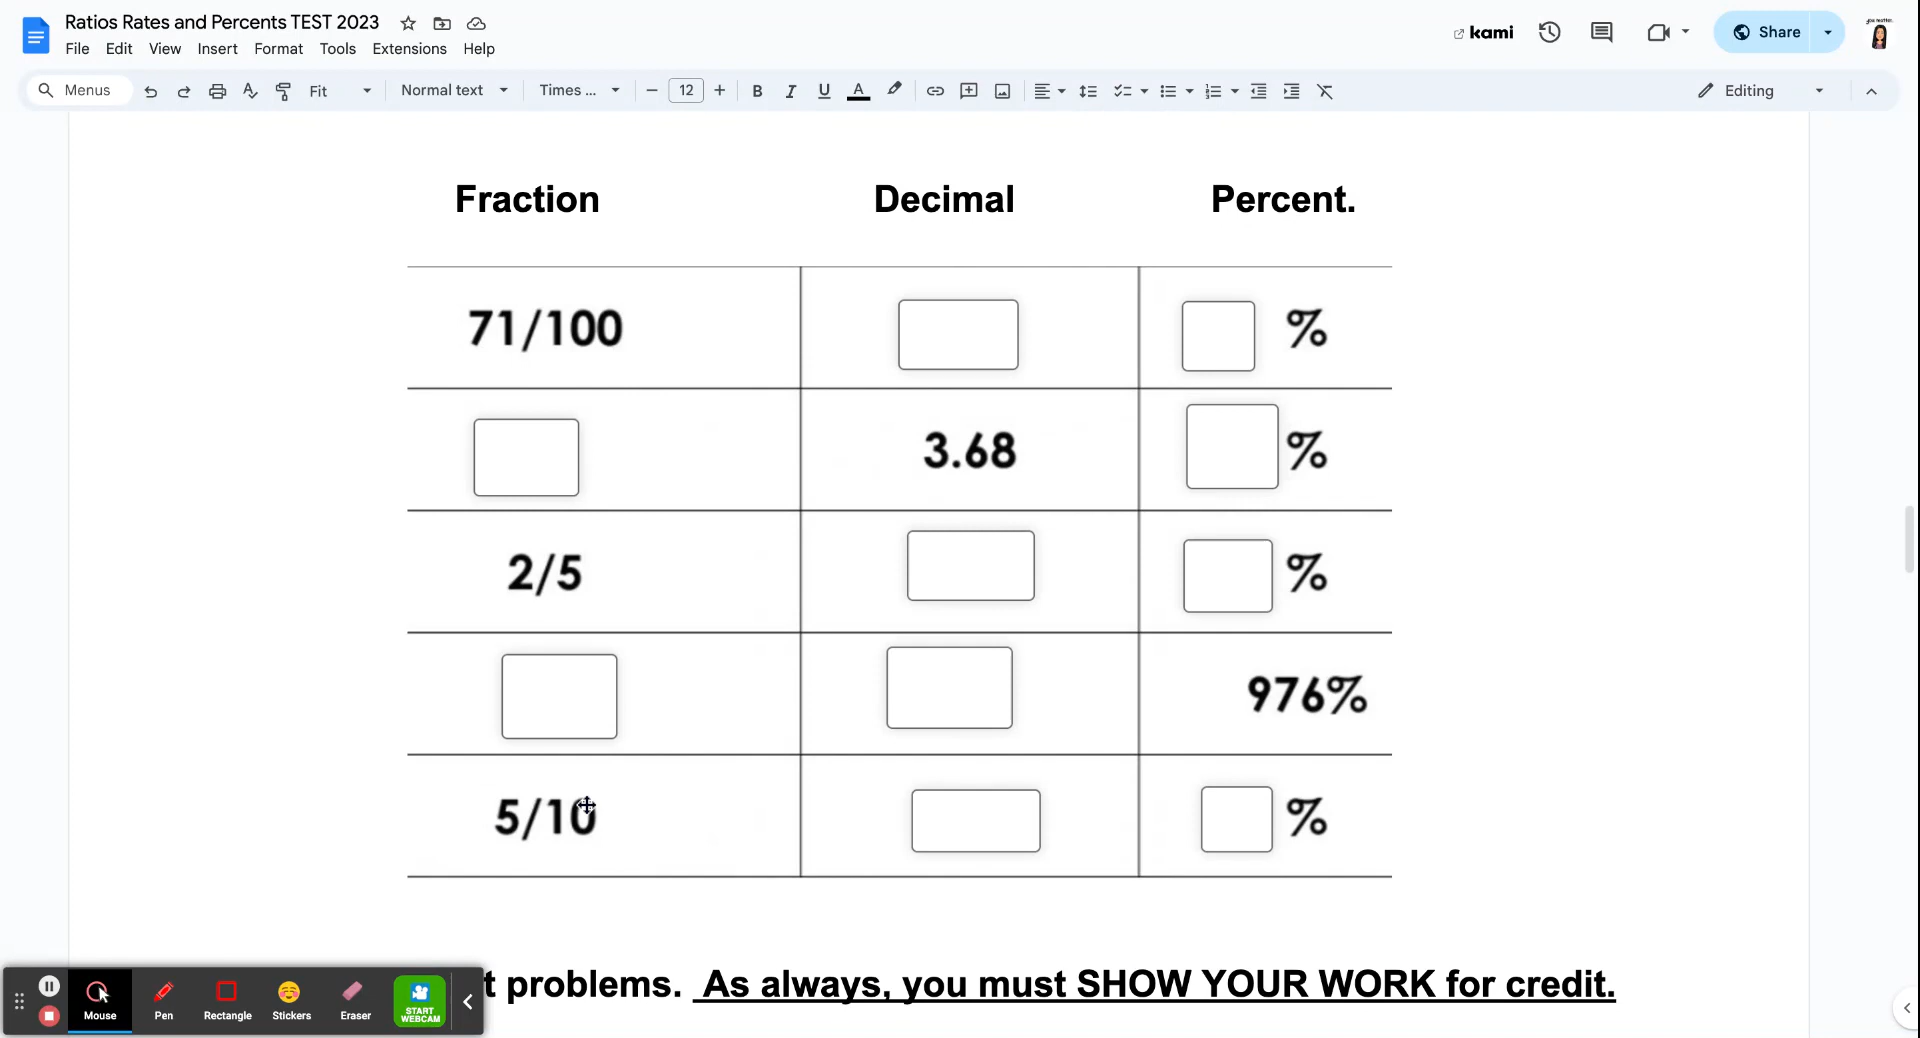 Ratios Rates and Percents TEST 2023
File Edit View Insert Format Tools Extensions Help
kami
Share
you matter.
Menus
Fit
Normal text
Times ...
12
Editing
Fraction Decimal Percent.
71/100 %
3.68 %
2/5 %
976%
5/10 %
t problems. As always, you must SHOW YOUR WORK for credit.
Mouse Pen Rectangle Stickers Eraser START WEBCAM